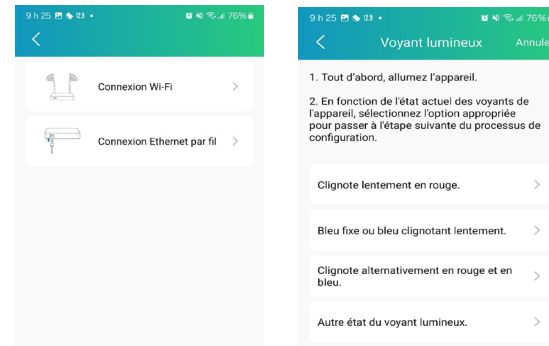 9 h 25
76%
Connexion Wi-Fi
Connexion Ethernet par fil
9 h 25
76%
Voyant lumineux
Annule
1. Tout d'abord, allumez l'appareil.
2. En fonction de l'état actuel des voyants de
l'appareil, sélectionnez l'option appropriée
pour passer à l'étape suivante du processus de
configuration.
Clignote lentement en rouge.
Bleu fixe ou bleu clignotant lentement.
Clignote alternativement en rouge et en
bleu.
Autre état du voyant lumineux.